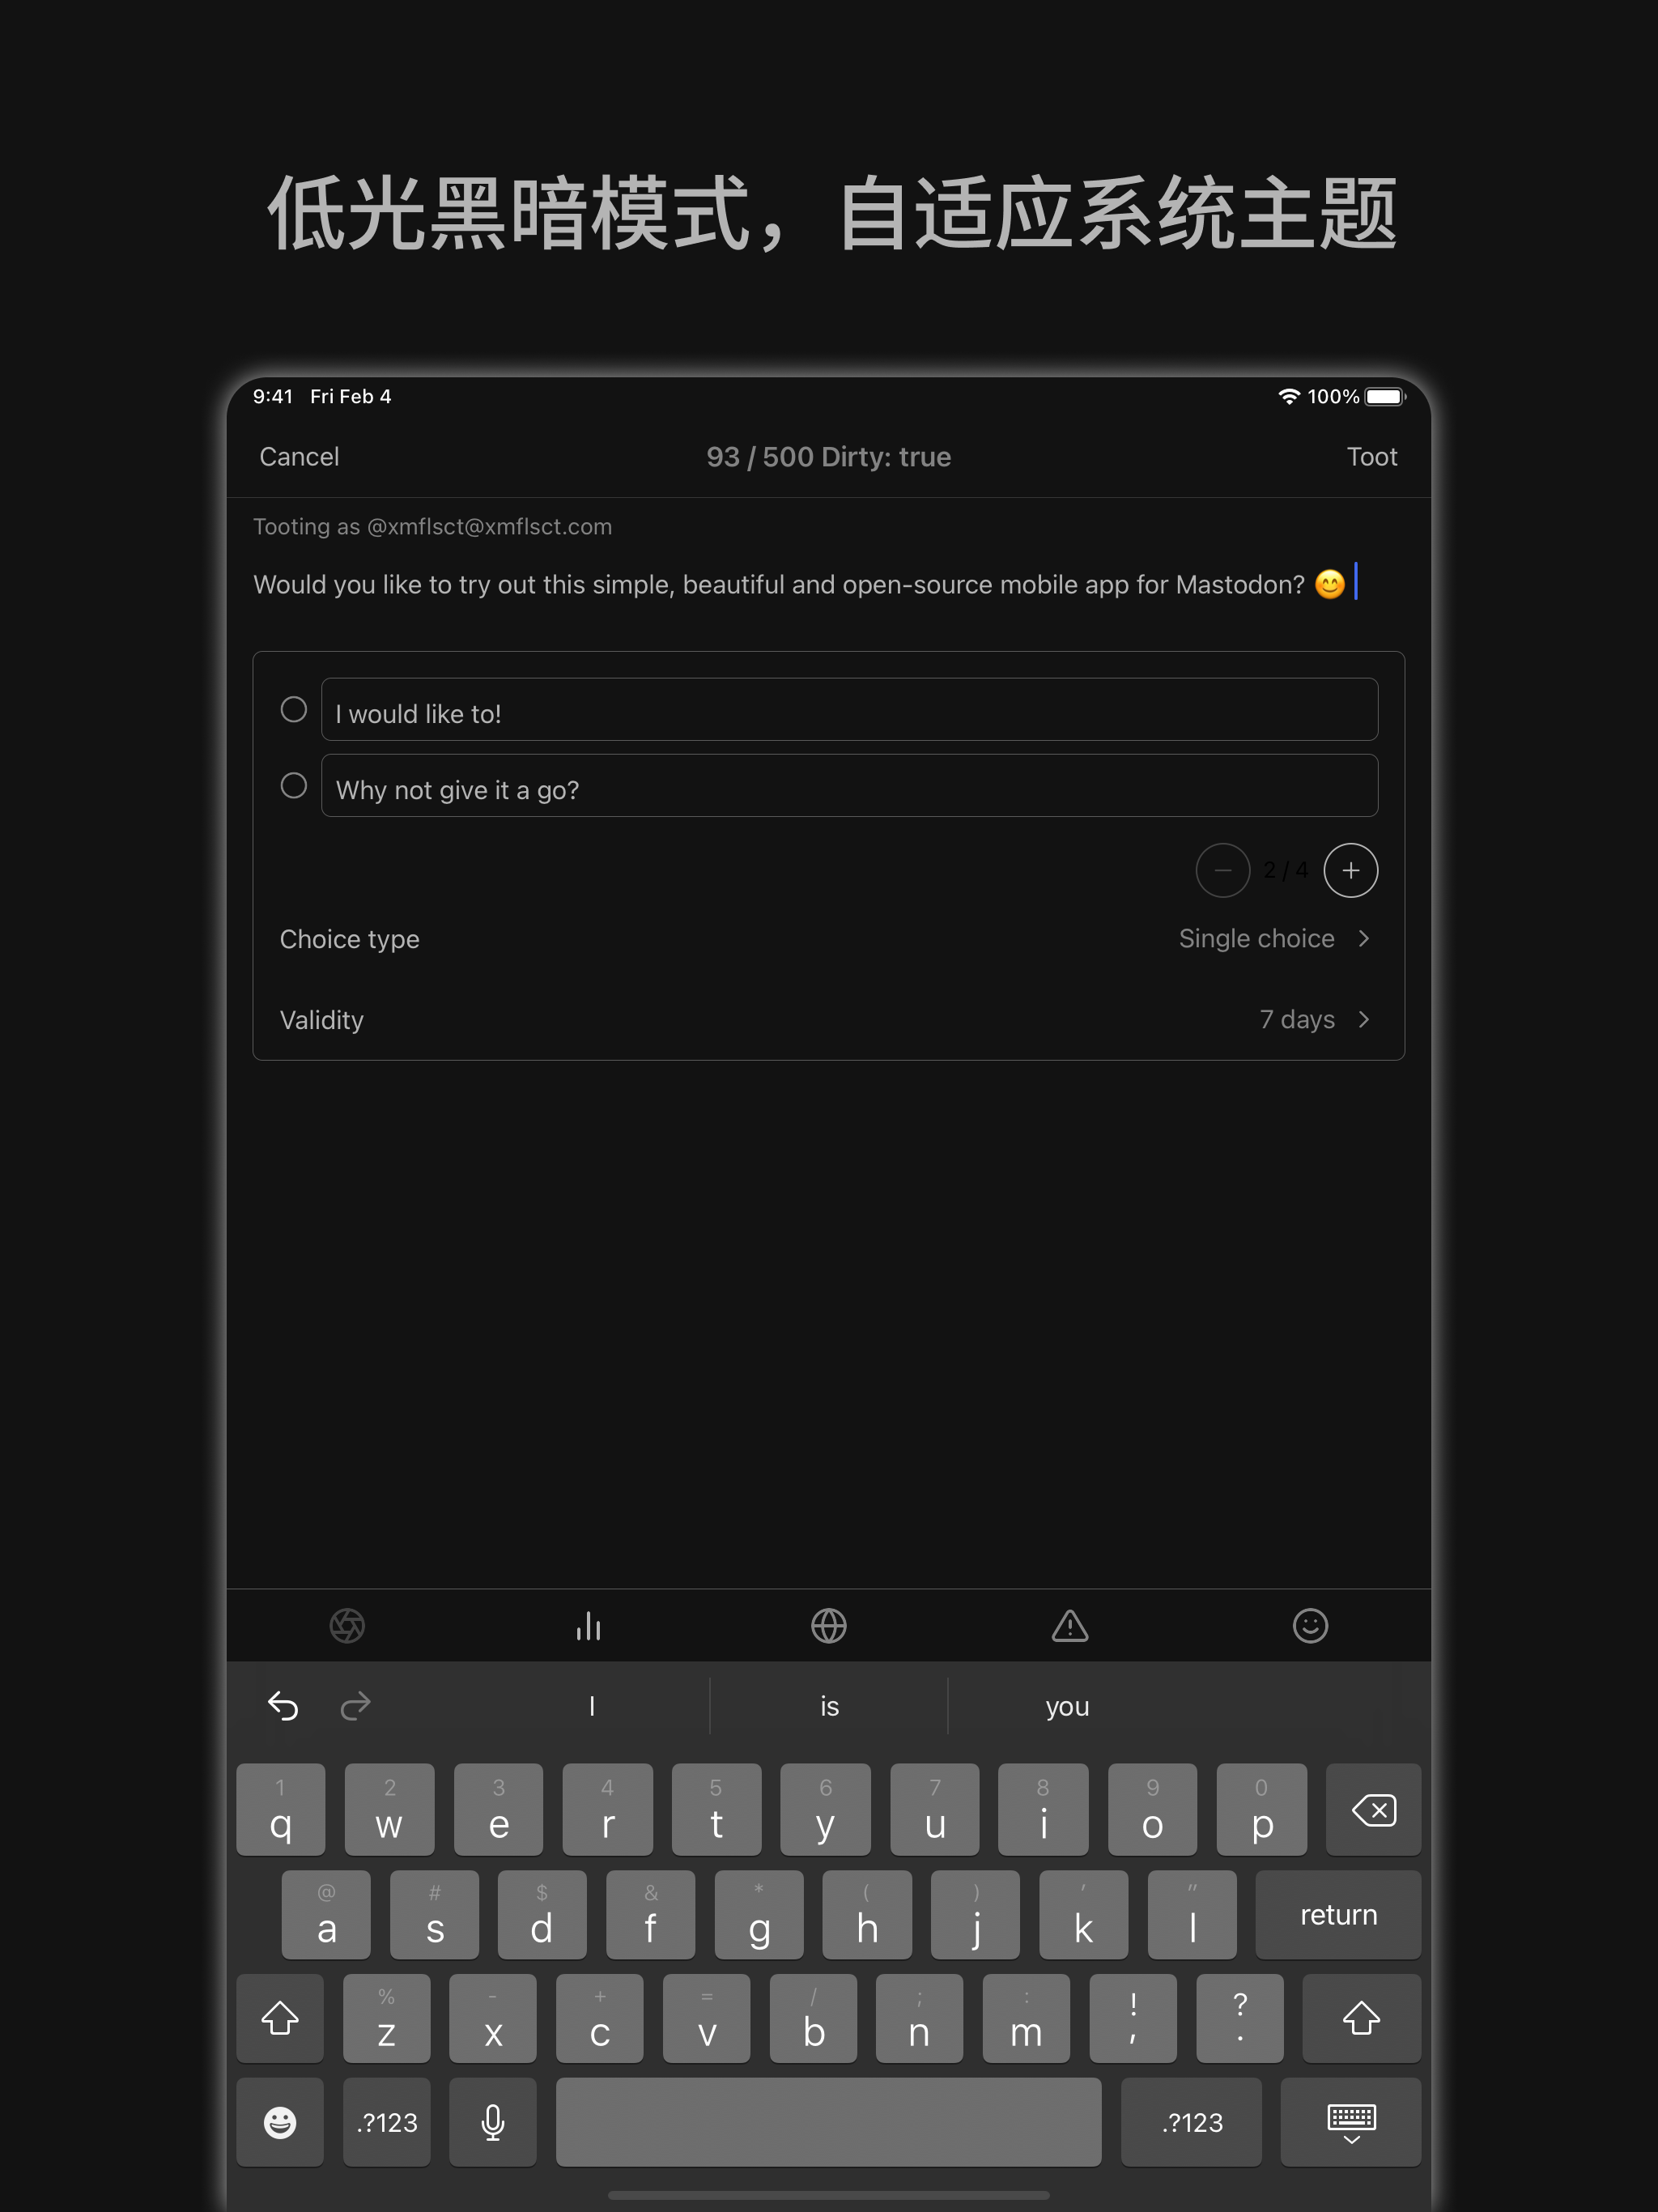 低光黑暗模式，自适应系统主题
9:41 Fri Feb 4 100%
Cancel 93 / 500 Dirty: true Toot
Tooting as @xmflsct@xmflsct.com
Would you like to try out this simple, beautiful and open-source mobile app for Mastodon? 😊
I would like to!
Why not give it a go?
2 / 4
Choice type Single choice
Validity 7 days
I is you
1 2 3 4 5 6 7 8 9 0
q w e r t y u i o p
@ # $ & * ( ) ' "
a s d f g h j k l return
% - + = / ; : ! ?
z x c v b n m , .
.?123 .?123